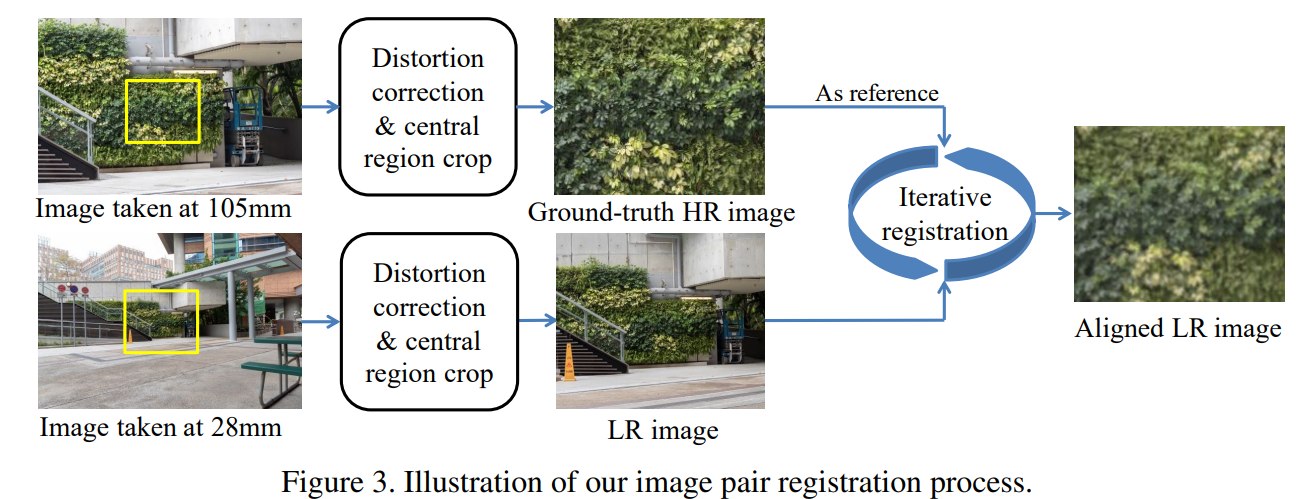 Distortion
correction
& central
region crop
As reference
Image taken at 105mm
Ground-truth HR image
Iterative
registration
Distortion
correction
& central
region crop
Aligned LR image
Image taken at 28mm
LR image
Figure 3. Illustration of our image pair registration process.